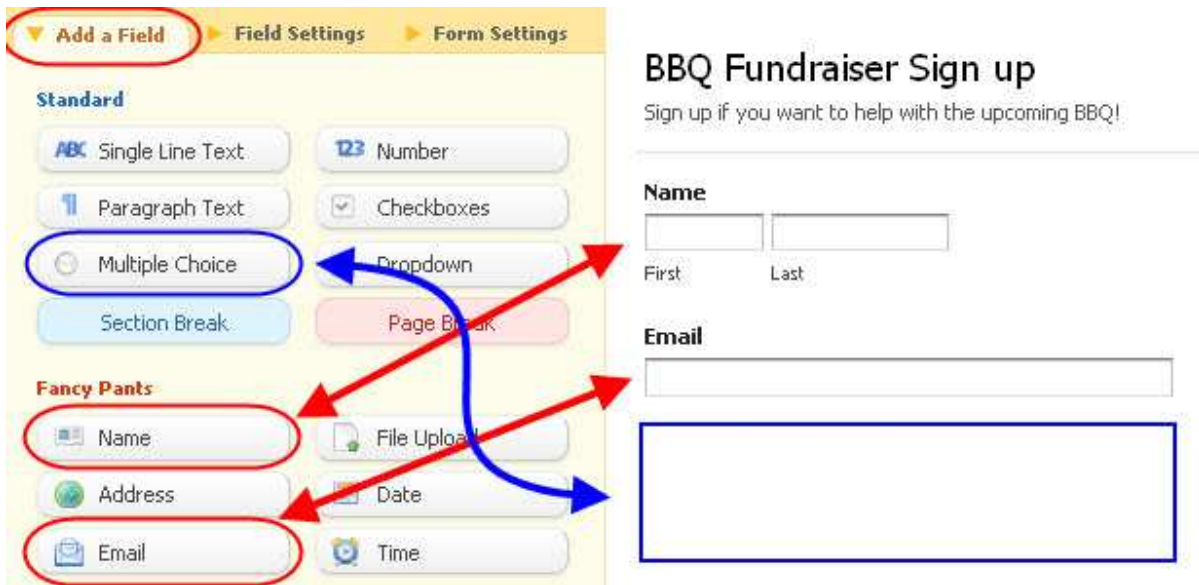 Add a Field
Field Settings
Form Settings
Standard
ABC Single Line Text
123 Number
Paragraph Text
Checkboxes
Multiple Choice
Dropdown
Section Break
Page Break
Fancy Pants
Name
File Upload
Address
Date
Email
Time
BBQ Fundraiser Sign up
Sign up if you want to help with the upcoming BBQ!
Name
First
Last
Email